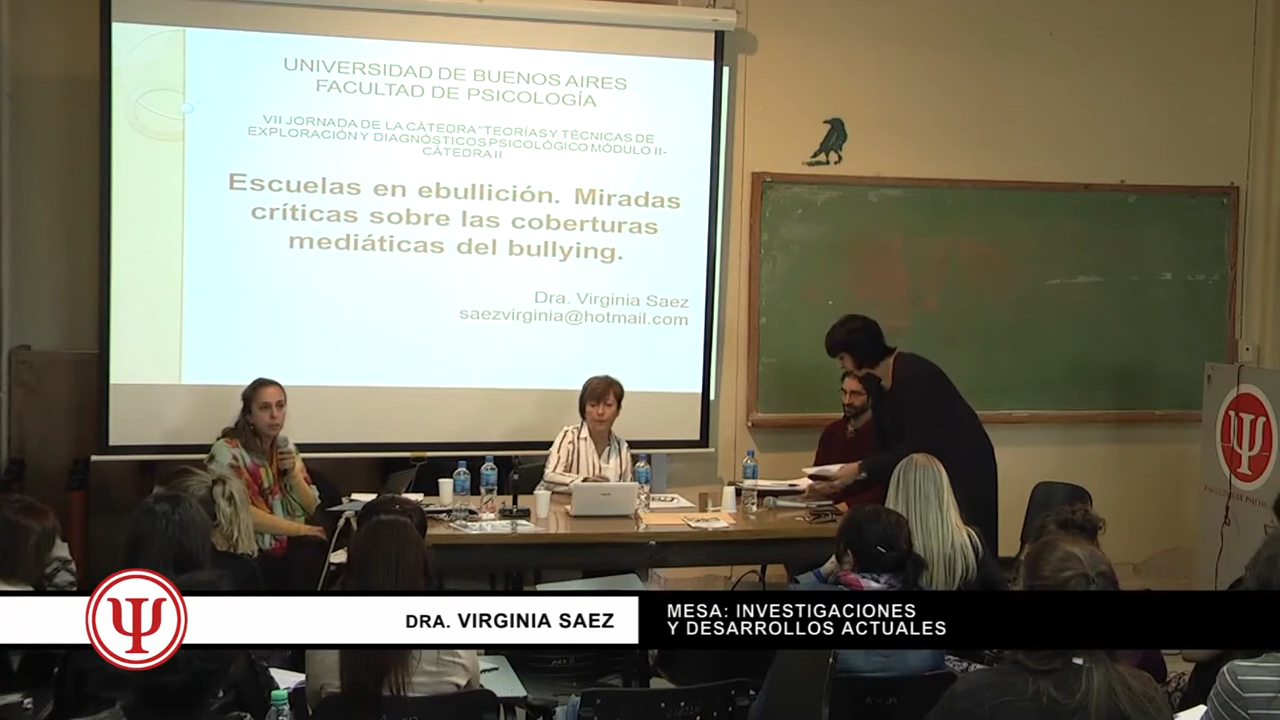 UNIVERSIDAD DE BUENOS AIRES
FACULTAD DE PSICOLOGÍA
VII JORNADA DE LA CÁTEDRA "TEORÍAS Y TÉCNICAS DE
EXPLORACIÓN Y DIAGNÓSTICOS PSICOLÓGICO MÓDULO II-
CÁTEDRA II
Escuelas en ebullición. Miradas
críticas sobre las coberturas
mediáticas del bullying.
Dra. Virginia Saez
saezvirginia@hotmail.com
DRA. VIRGINIA SAEZ
MESA: INVESTIGACIONES
Y DESARROLLOS ACTUALES